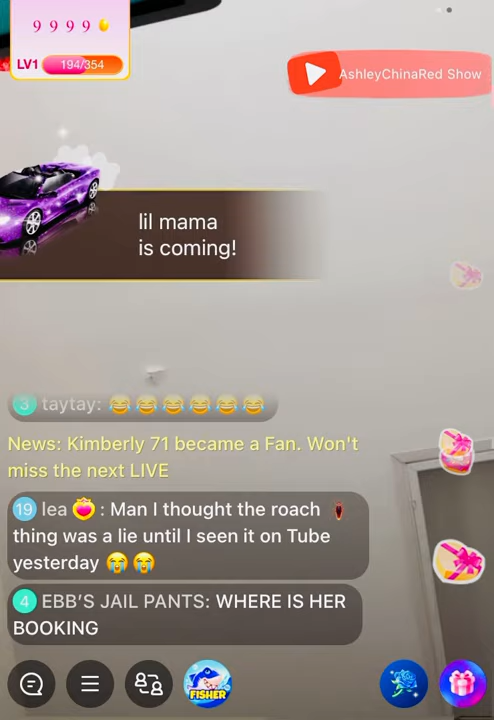 9999
LV1 194/354
AshleyChinaRed Show
lil mama
is coming!
3 taytay: 😂😂😂😂😂😂
News: Kimberly 71 became a Fan. Won't
miss the next LIVE
19 lea : Man I thought the roach 🪳
thing was a lie until I seen it on Tube
yesterday 😭😭
4 EBB'S JAIL PANTS: WHERE IS HER
BOOKING
FISHER